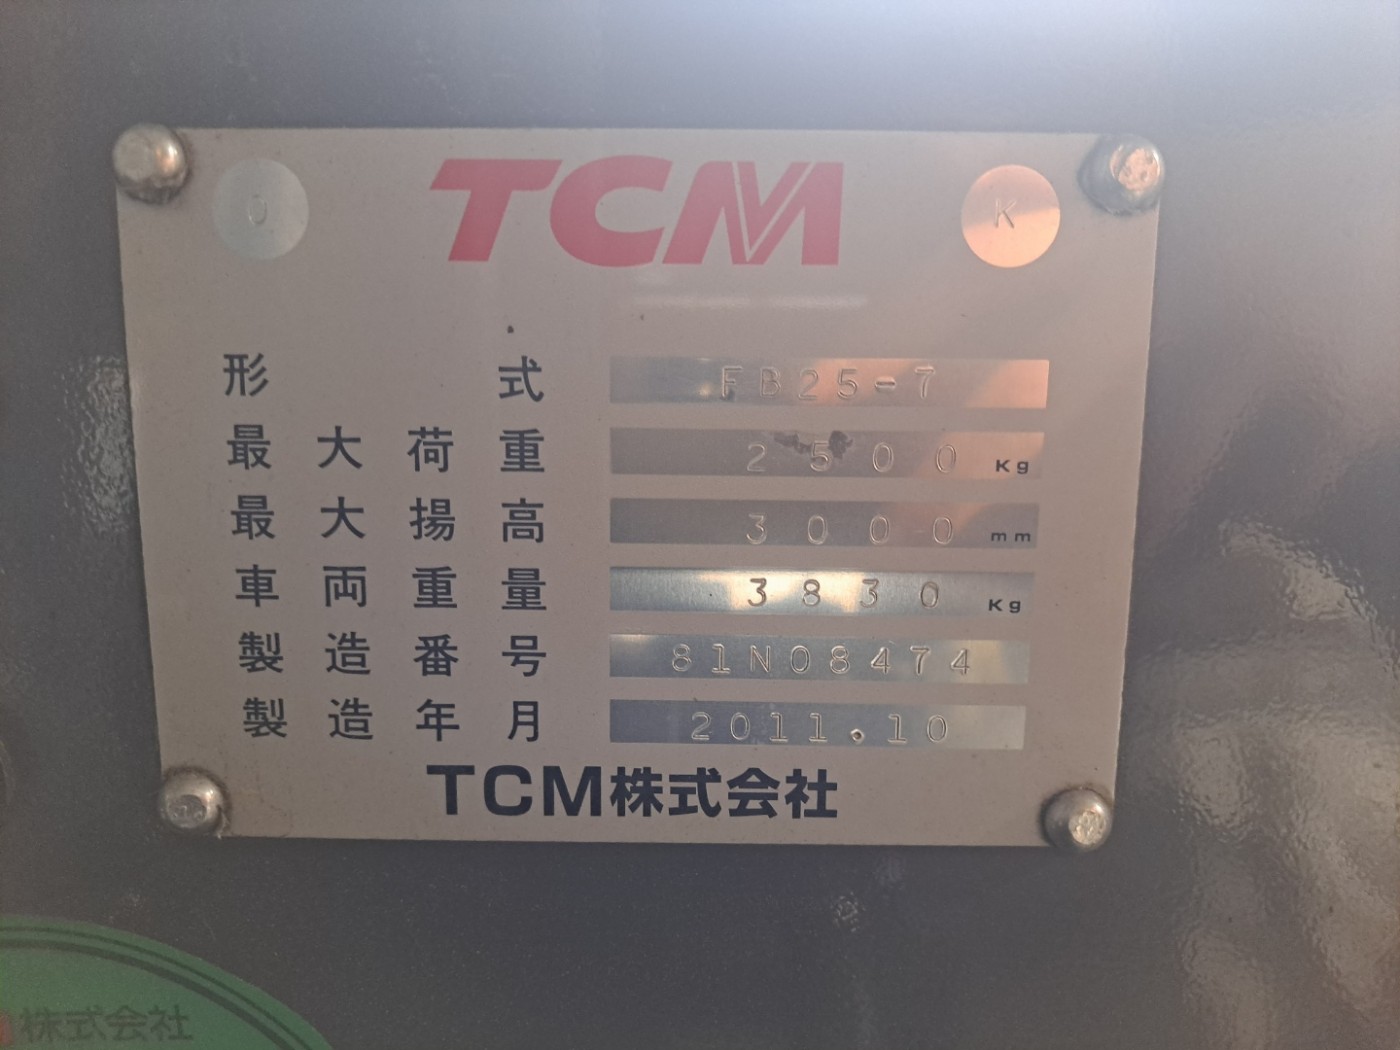 O TCM K
形式 FB25-7
最大荷重 2500 Kg
最大揚高 3000 mm
車両重量 3830 Kg
製造番号 81N08474
製造年月 2011.10
TCM株式会社
株式会社